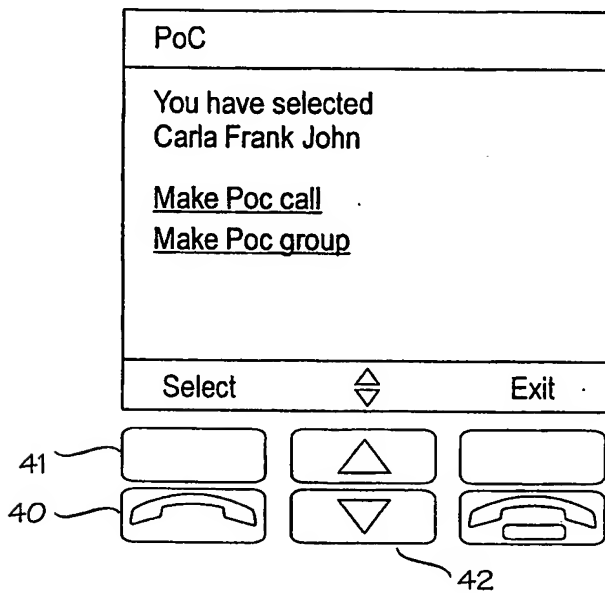 PoC
You have selected
Carla Frank John
Make Poc call
Make Poc group
Select Exit
41
40
42